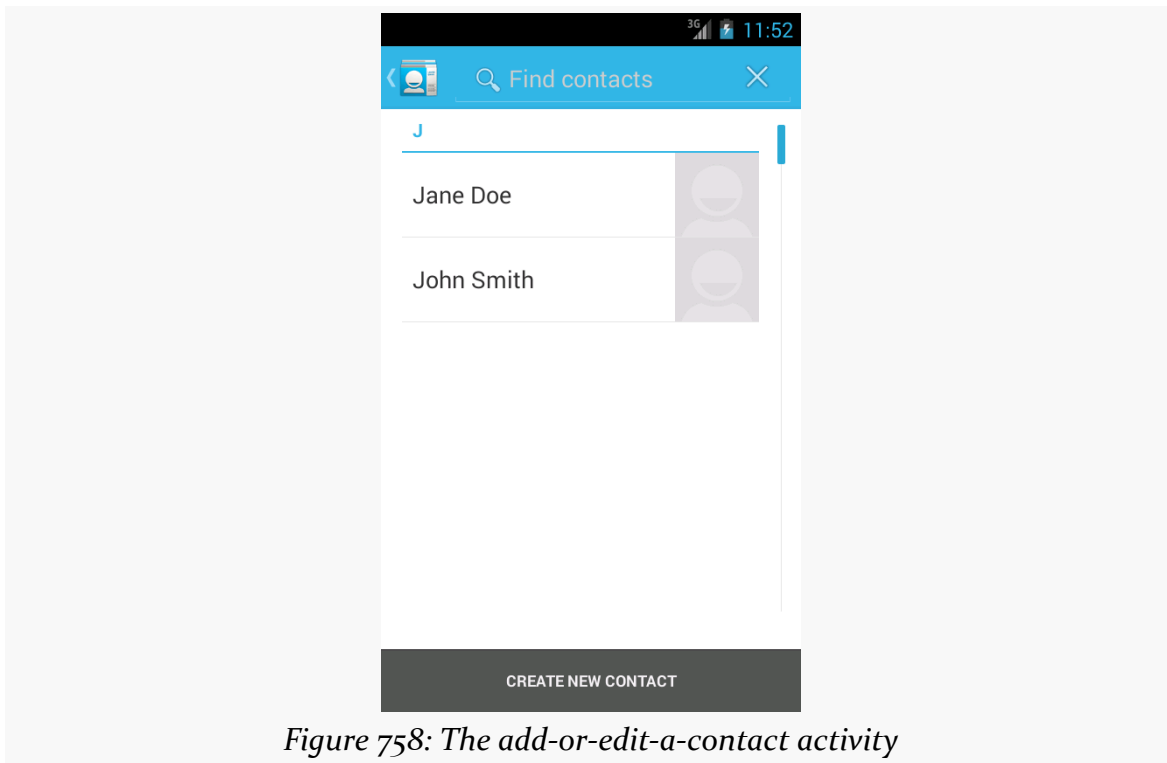 3G 11:52
Find contacts
J
Jane Doe
John Smith
CREATE NEW CONTACT
Figure 758: The add-or-edit-a-contact activity